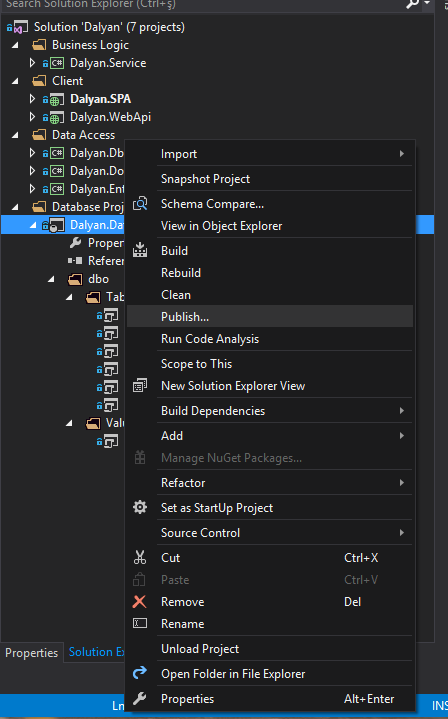 Search Solution Explorer (Ctrl+ş)
Solution 'Dalyan' (7 projects)
Business Logic
C# Dalyan.Service
Client
Dalyan.SPA
Dalyan.WebApi
Data Access
C# Dalyan.Db
C# Dalyan.Do
C# Dalyan.Ent
Database Proj
Dalyan.Da
Proper
Referen
dbo
Tab
Valu
Import
Snapshot Project
Schema Compare...
View in Object Explorer
Build
Rebuild
Clean
Publish...
Run Code Analysis
Scope to This
New Solution Explorer View
Build Dependencies
Add
Manage NuGet Packages...
Refactor
Set as StartUp Project
Source Control
Cut Ctrl+X
Paste Ctrl+V
Remove Del
Rename
Unload Project
Open Folder in File Explorer
Properties Alt+Enter
Properties Solution Ex
Ln
INS